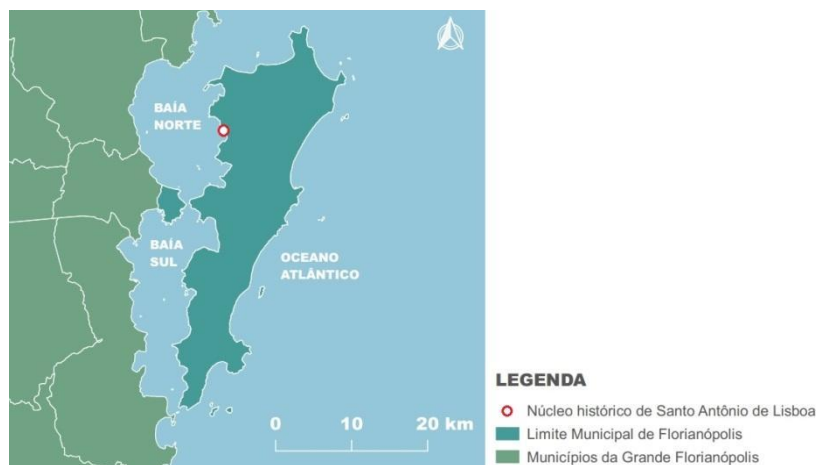 BAÍA
NORTE
BAÍA
SUL
OCEANO
ATLÂNTICO
0 10 20 km
LEGENDA
Núcleo histórico de Santo Antônio de Lisboa
Limite Municipal de Florianópolis
Municípios da Grande Florianópolis